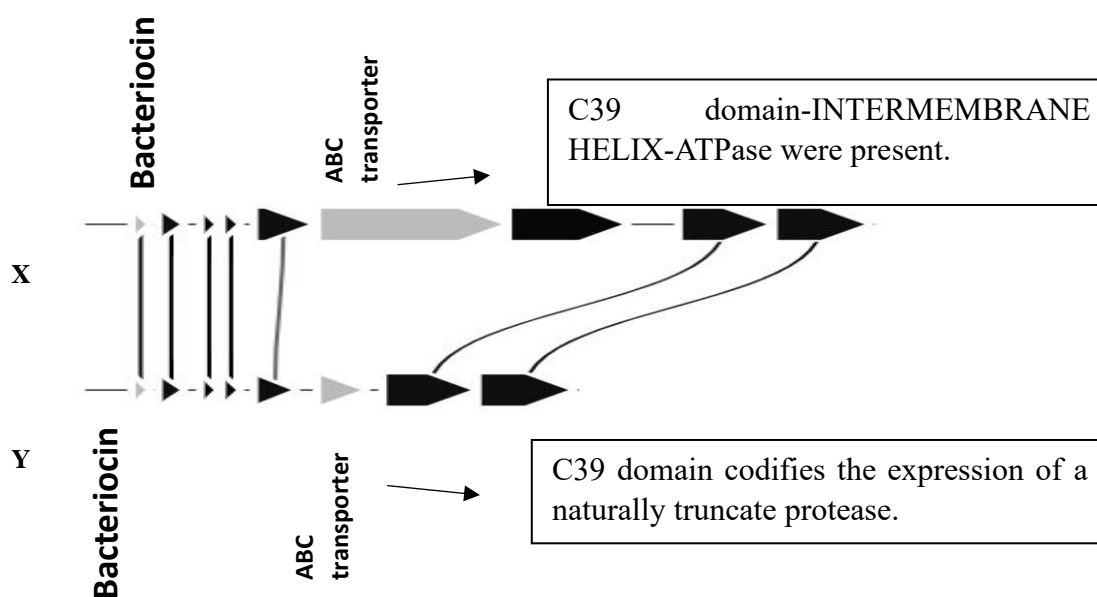 Bacteriocin
ABC
transporter
C39 domain-INTERMEMBRANE
HELIX-ATPase were present.
X
Y
Bacteriocin
ABC
transporter
C39 domain codifies the expression of a
naturally truncate protease.